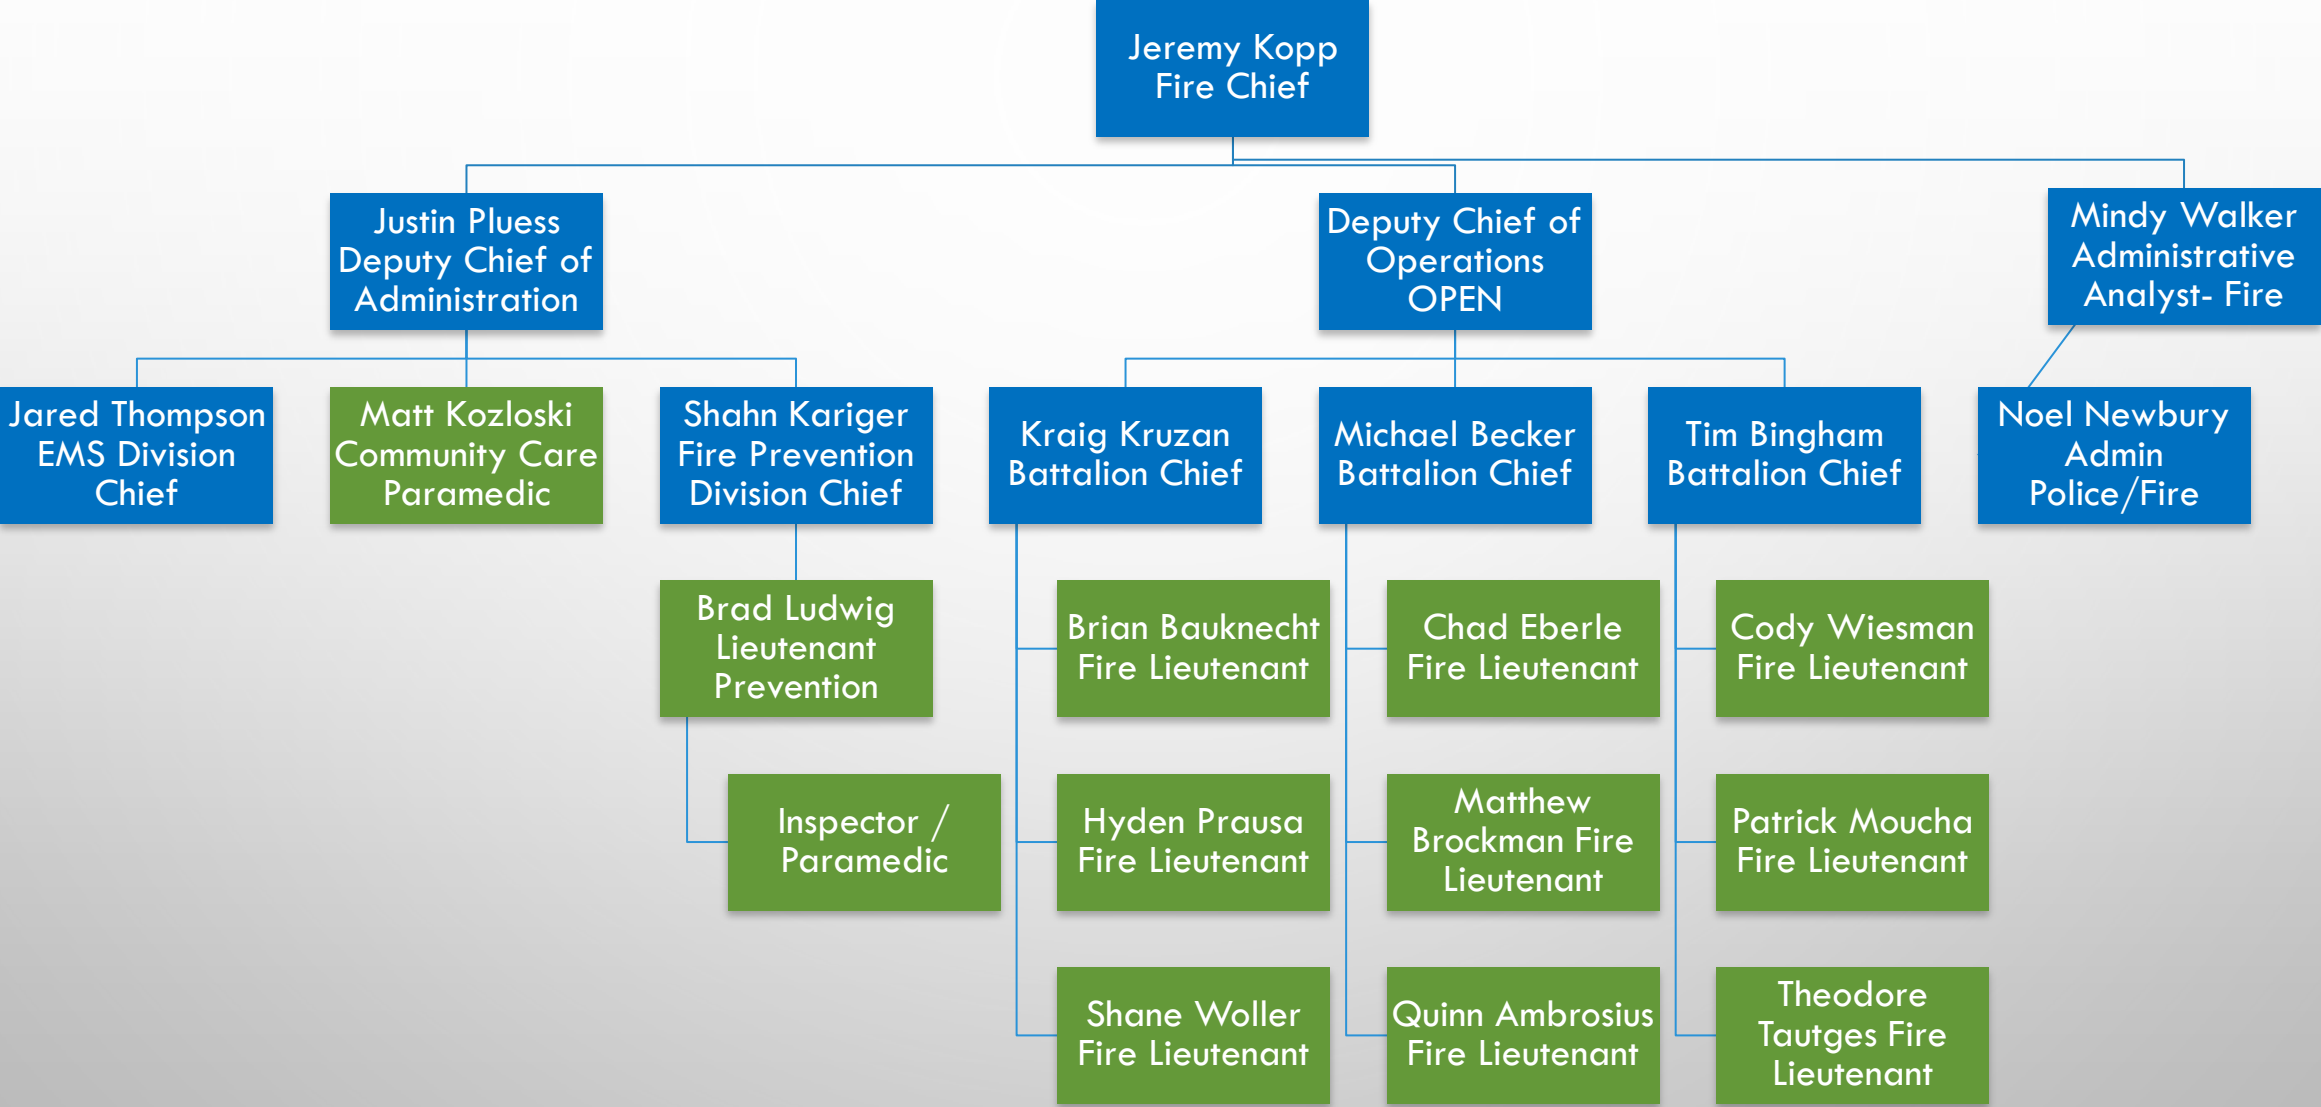 Jeremy Kopp
Fire Chief
Justin Pluess
Deputy Chief of
Administration
Deputy Chief of
Operations
OPEN
Mindy Walker
Administrative
Analyst- Fire
Jared Thompson
EMS Division
Chief
Matt Kozloski
Community Care
Paramedic
Shahn Kariger
Fire Prevention
Division Chief
Kraig Kruzan
Battalion Chief
Michael Becker
Battalion Chief
Tim Bingham
Battalion Chief
Noel Newbury
Admin
Police/Fire
Brad Ludwig
Lieutenant
Prevention
Brian Bauknecht
Fire Lieutenant
Chad Eberle
Fire Lieutenant
Cody Wiesman
Fire Lieutenant
Inspector /
Paramedic
Hyden Prausa
Fire Lieutenant
Matthew
Brockman Fire
Lieutenant
Patrick Moucha
Fire Lieutenant
Shane Woller
Fire Lieutenant
Quinn Ambrosius
Fire Lieutenant
Theodore
Tautges Fire
Lieutenant